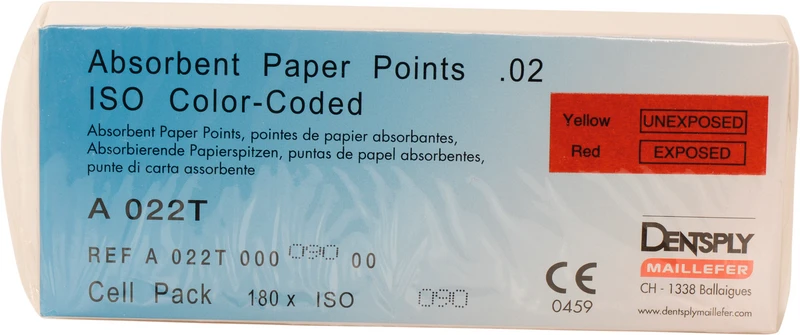 Absorbent Paper Points .02
ISO Color-Coded
Absorbent Paper Points, pointes de papier absorbantes,
Absorbierende Papierspitzen, puntas de papel absorbentes,
punte di carta assorbente
A 022T
REF A 022T 000 090 00
Cell Pack 180 x ISO 090
Yellow UNEXPOSED
Red EXPOSED
CE
0459
DENTSPLY
MAILLEFER
CH - 1338 Ballaigues
www.dentsplymaillefer.com